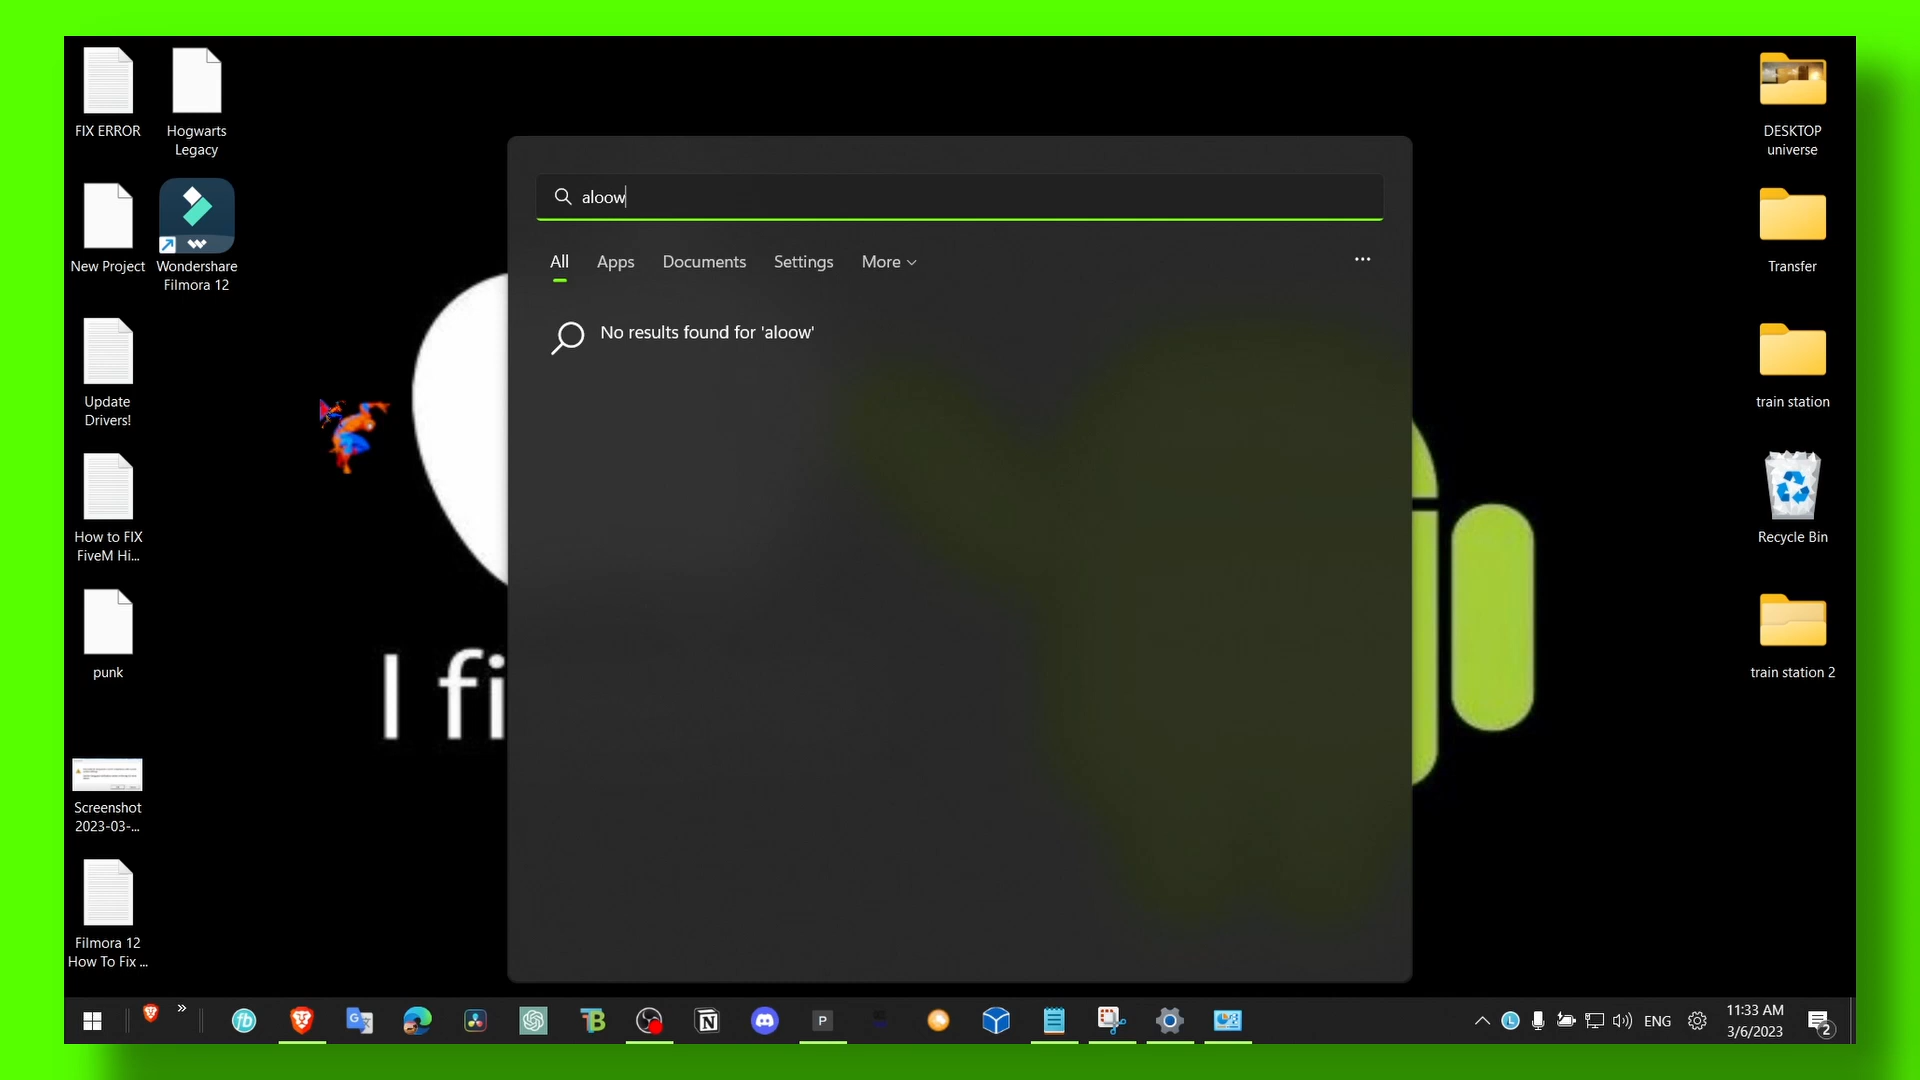 FIX ERROR
Hogwarts
Legacy
New Project
Wondershare
Filmora 12
Update
Drivers!
How to FIX
FiveM Hi...
punk
Screenshot
2023-03-...
Filmora 12
How To Fix ...
I fi
aloow
All
Apps
Documents
Settings
More
No results found for 'aloow'
DESKTOP
universe
Transfer
train station
Recycle Bin
train station 2
fb
TB
N
P
ENG
11:33 AM
3/6/2023
2